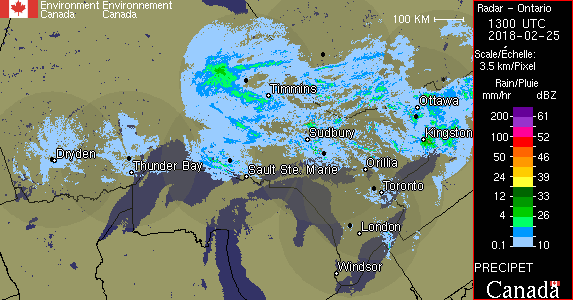 Environment Environnement
Canada Canada
100 KM
Timmins
Ottawa
Sudbury
Kingston
Dryden
Thunder Bay
Sault Ste. Marie
Orillia
Toronto
London
Windsor
Radar - Ontario
1300 UTC
2018-02-25
Scale/Échelle:
3.5 km/Pixel
Rain/Pluie
mm/hr dBZ
200 61
100 52
50 46
24 39
12 33
4 26
0.1 10
PRECIPET
Canada